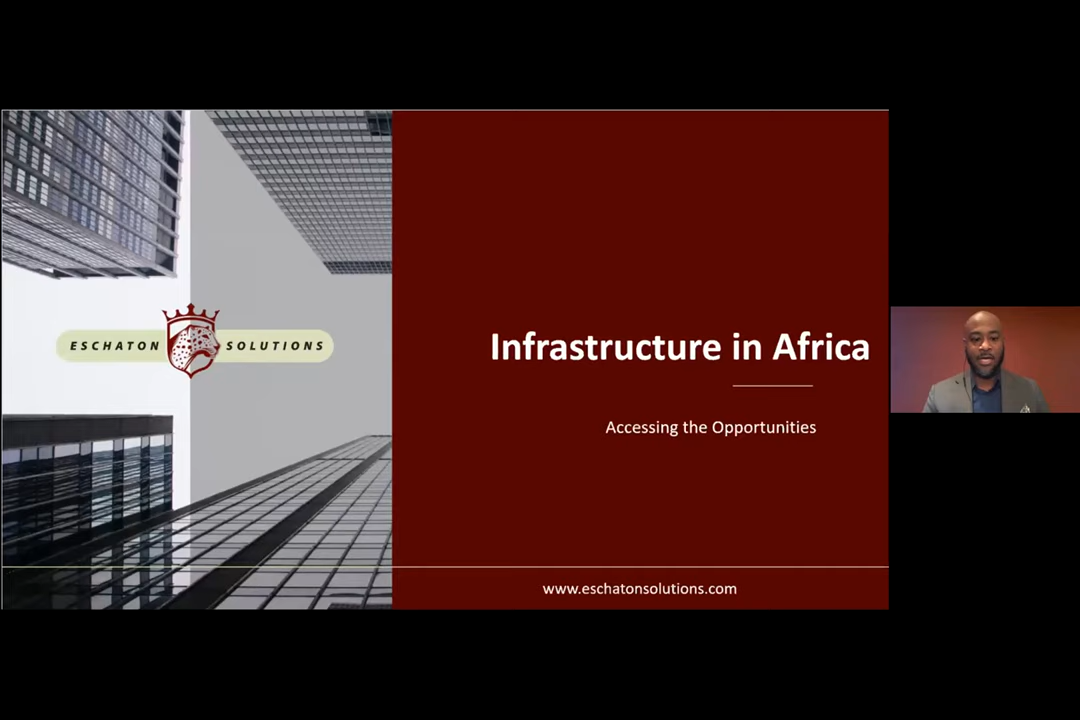 ESCHATON SOLUTIONS
Infrastructure in Africa
Accessing the Opportunities
www.eschatonsolutions.com